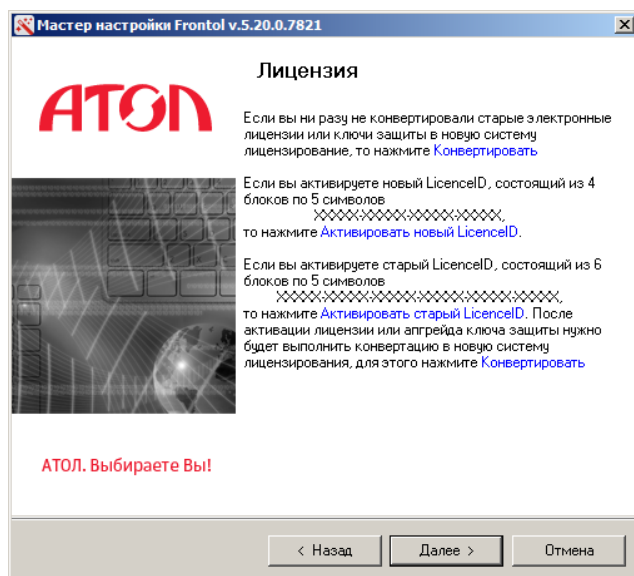 Мастер настройки Frontol v.5.20.0.7821
Лицензия
АТОЛ
Если вы ни разу не конвертировали старые электронные
лицензии или ключи защиты в новую систему
лицензирование, то нажмите Конвертировать
Если вы активируете новый LicenceID, состоящий из 4
блоков по 5 символов
XXXXX-XXXXX-XXXXX-XXXXX,
то нажмите Активировать новый LicenceID.
Если вы активируете старый LicenceID, состоящий из 6
блоков по 5 символов
XXXXX-XXXXX-XXXXX-XXXXX-XXXXX-XXXXX,
то нажмите Активировать старый LicenceID. После
активации лицензии или апгрейда ключа защиты нужно
будет выполнить конвертацию в новую систему
лицензирования, для этого нажмите Конвертировать
АТОЛ. Выбираете Вы!
< Назад
Далее >
Отмена